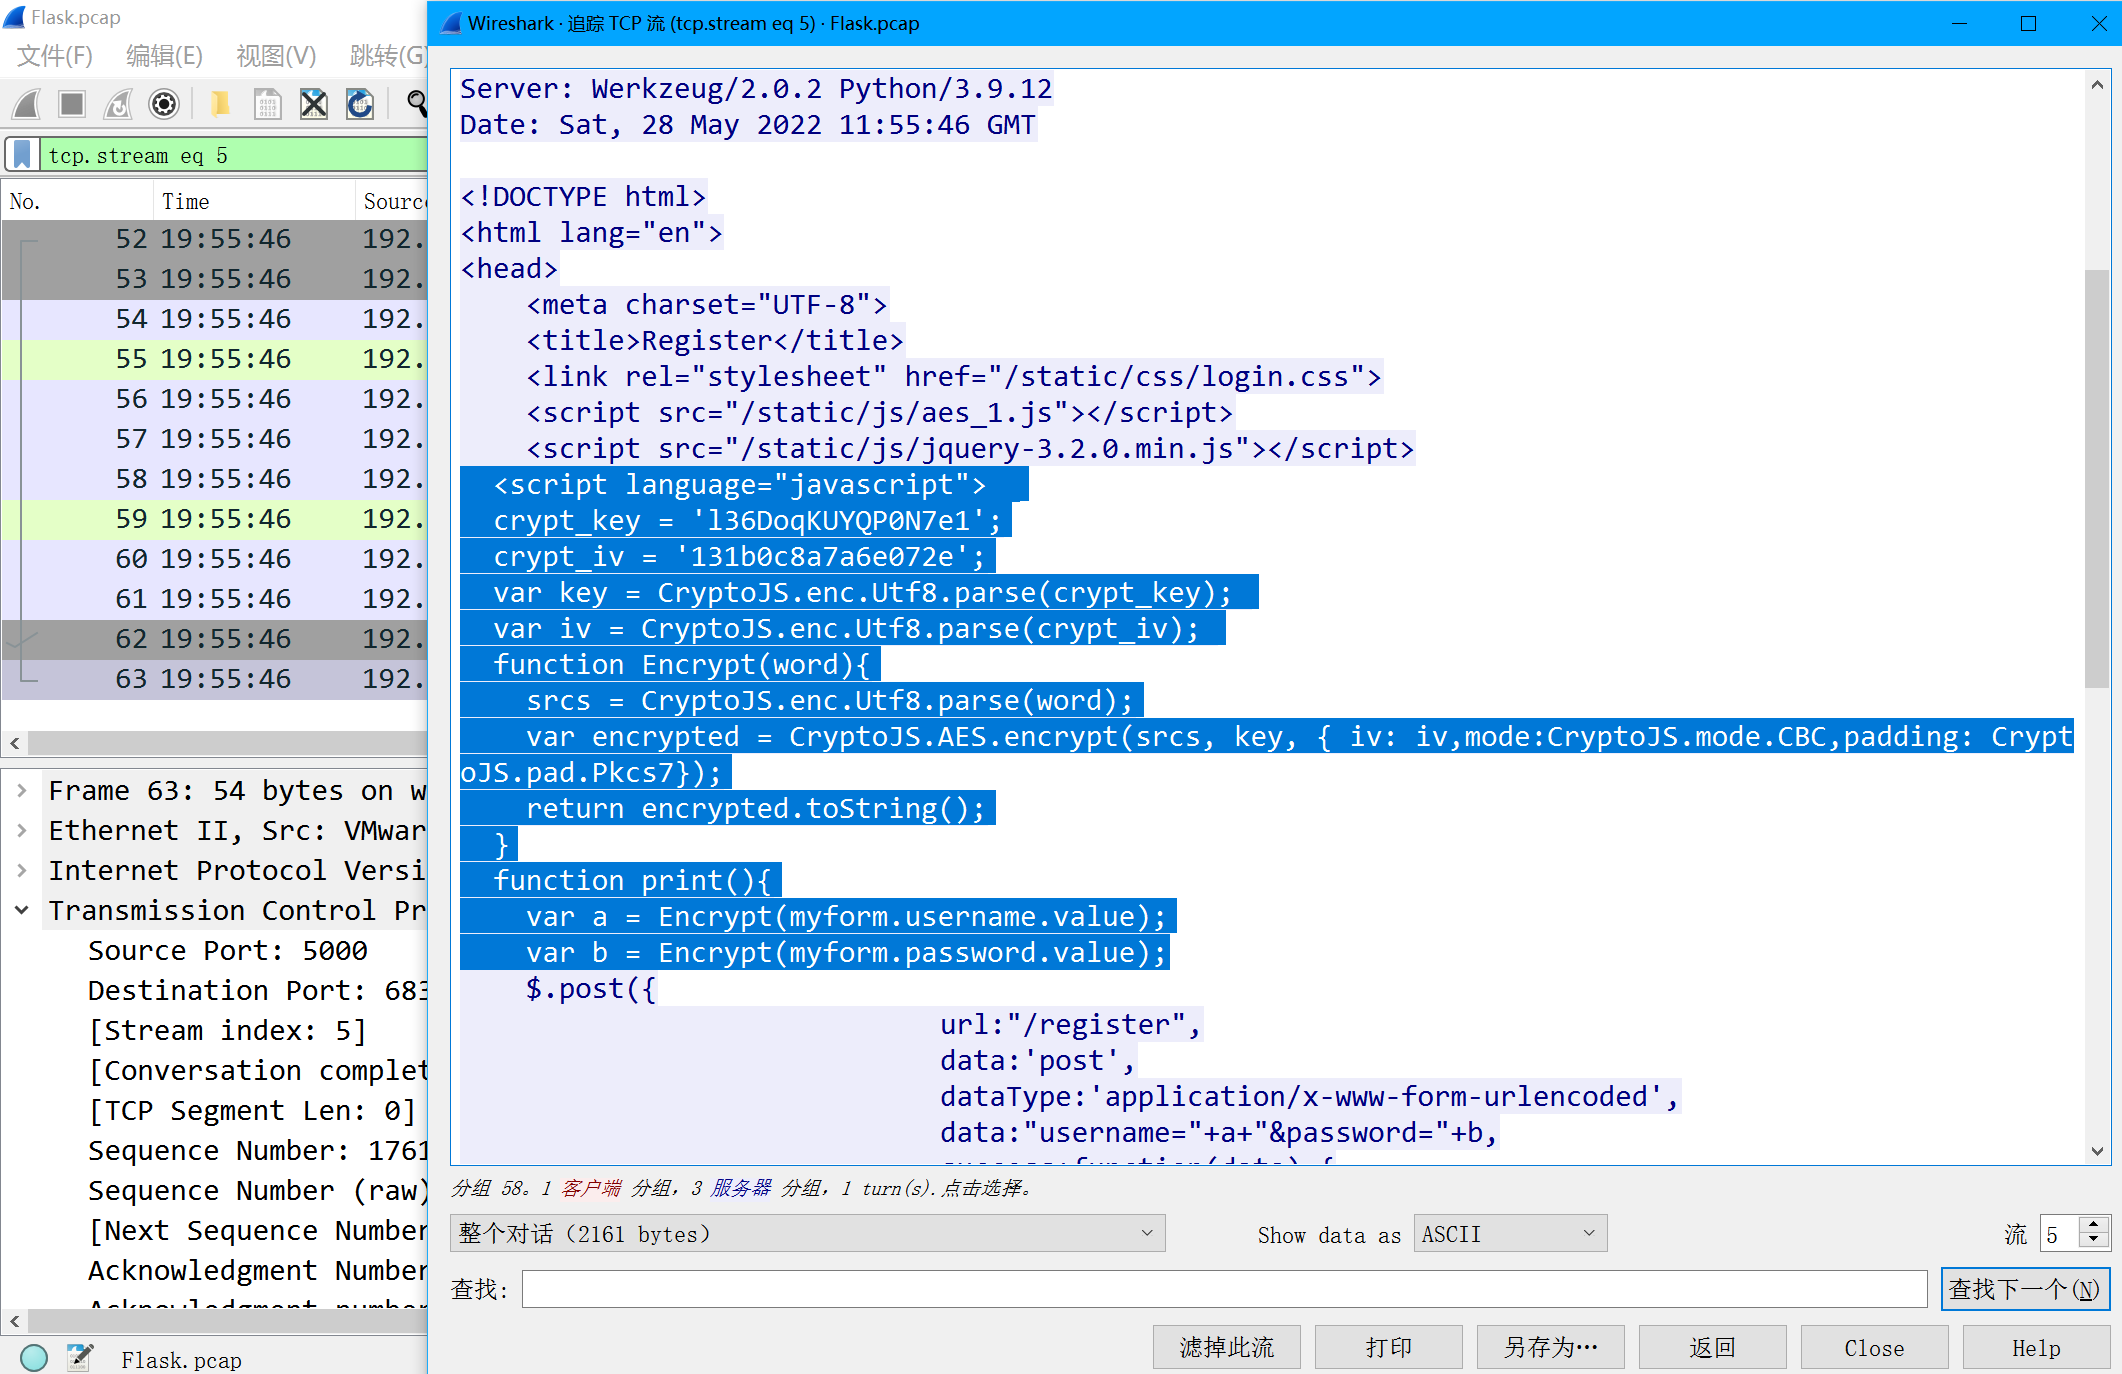 Flask.pcap
文件(F) 编辑(E) 视图(V) 跳转(G)
tcp.stream eq 5
No. Time Source
52 19:55:46 192.
53 19:55:46 192.
54 19:55:46 192.
55 19:55:46 192.
56 19:55:46 192.
57 19:55:46 192.
58 19:55:46 192.
59 19:55:46 192.
60 19:55:46 192.
61 19:55:46 192.
62 19:55:46 192.
63 19:55:46 192.
Frame 63: 54 bytes on w
Ethernet II, Src: VMwar
Internet Protocol Versi
Transmission Control Pr
Source Port: 5000
Destination Port: 683
[Stream index: 5]
[Conversation complet
[TCP Segment Len: 0]
Sequence Number: 1761
Sequence Number (raw)
[Next Sequence Number
Acknowledgment Number
Acknowledgment number
Flask.pcap
Wireshark · 追踪 TCP 流 (tcp.stream eq 5) · Flask.pcap
Server: Werkzeug/2.0.2 Python/3.9.12
Date: Sat, 28 May 2022 11:55:46 GMT
<!DOCTYPE html>
<html lang="en">
<head>
<meta charset="UTF-8">
<title>Register</title>
<link rel="stylesheet" href="/static/css/login.css">
<script src="/static/js/aes_1.js"></script>
<script src="/static/js/jquery-3.2.0.min.js"></script>
<script language="javascript">
crypt_key = 'l36DoqKUYQP0N7e1';
crypt_iv = '131b0c8a7a6e072e';
var key = CryptoJS.enc.Utf8.parse(crypt_key);
var iv = CryptoJS.enc.Utf8.parse(crypt_iv);
function Encrypt(word){
srcs = CryptoJS.enc.Utf8.parse(word);
var encrypted = CryptoJS.AES.encrypt(srcs, key, { iv: iv,mode:CryptoJS.mode.CBC,padding: Crypt
oJS.pad.Pkcs7});
return encrypted.toString();
}
function print(){
var a = Encrypt(myform.username.value);
var b = Encrypt(myform.password.value);
$.post({
url:"/register",
data:'post',
dataType:'application/x-www-form-urlencoded',
data:"username="+a+"&password="+b,
success:function(data) {
分组 58。1 客户端 分组，3 服务器 分组，1 turn(s).点击选择。
整个对话（2161 bytes） Show data as ASCII 流 5
查找: 查找下一个(N)
滤掉此流 打印 另存为… 返回 Close Help